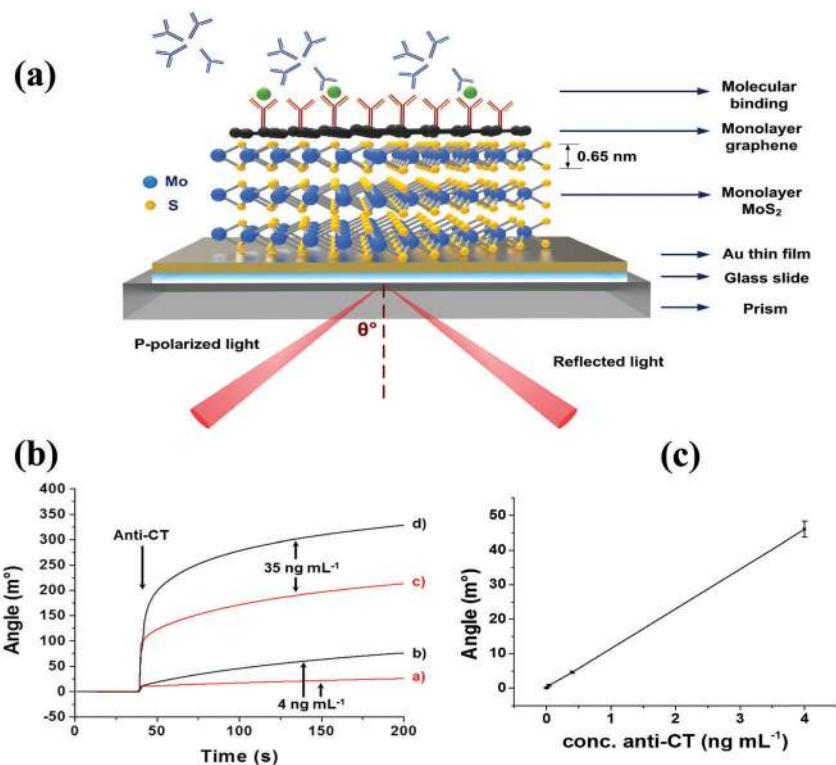 (a)
Molecular
binding
Monolayer
graphene
0.65 nm
Mo
S
Monolayer
MoS₂
Au thin film
Glass slide
Prism
θ°
P-polarized light
Reflected light
(b)
400
350
300
250
200
150
100
50
0
-50
Angle (m°)
Anti-CT
35 ng mL⁻¹
4 ng mL⁻¹
d)
c)
b)
a)
0 50 100 150 200
Time (s)
(c)
50
40
30
20
10
0
Angle (m°)
0 1 2 3 4
conc. anti-CT (ng mL⁻¹)